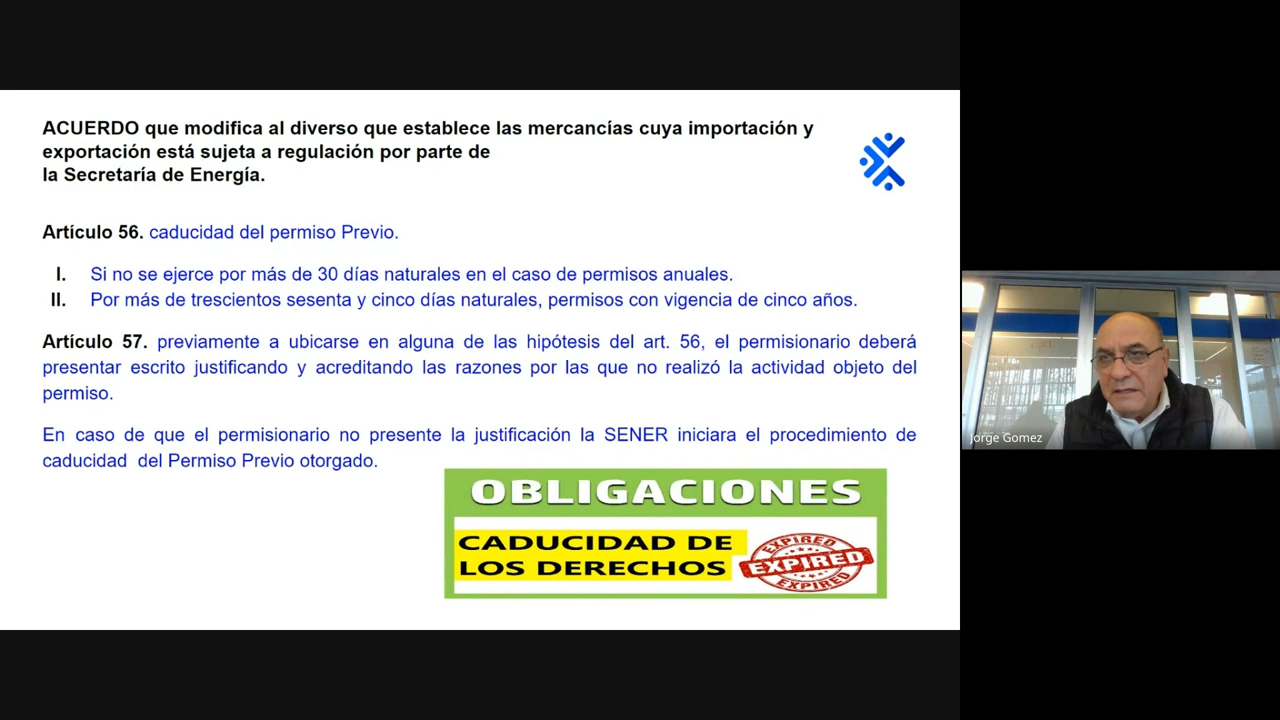 ACUERDO que modifica al diverso que establece las mercancías cuya importación y
exportación está sujeta a regulación por parte de
la Secretaría de Energía.
Artículo 56. caducidad del permiso Previo.
I. Si no se ejerce por más de 30 días naturales en el caso de permisos anuales.
II. Por más de trescientos sesenta y cinco días naturales, permisos con vigencia de cinco años.
Artículo 57. previamente a ubicarse en alguna de las hipótesis del art. 56, el permisionario deberá
presentar escrito justificando y acreditando las razones por las que no realizó la actividad objeto del
permiso.
En caso de que el permisionario no presente la justificación la SENER iniciara el procedimiento de
caducidad del Permiso Previo otorgado.
OBLIGACIONES
CADUCIDAD DE
LOS DERECHOS
EXPIRED
EXPIRED
EXPIRED
Jorge Gomez